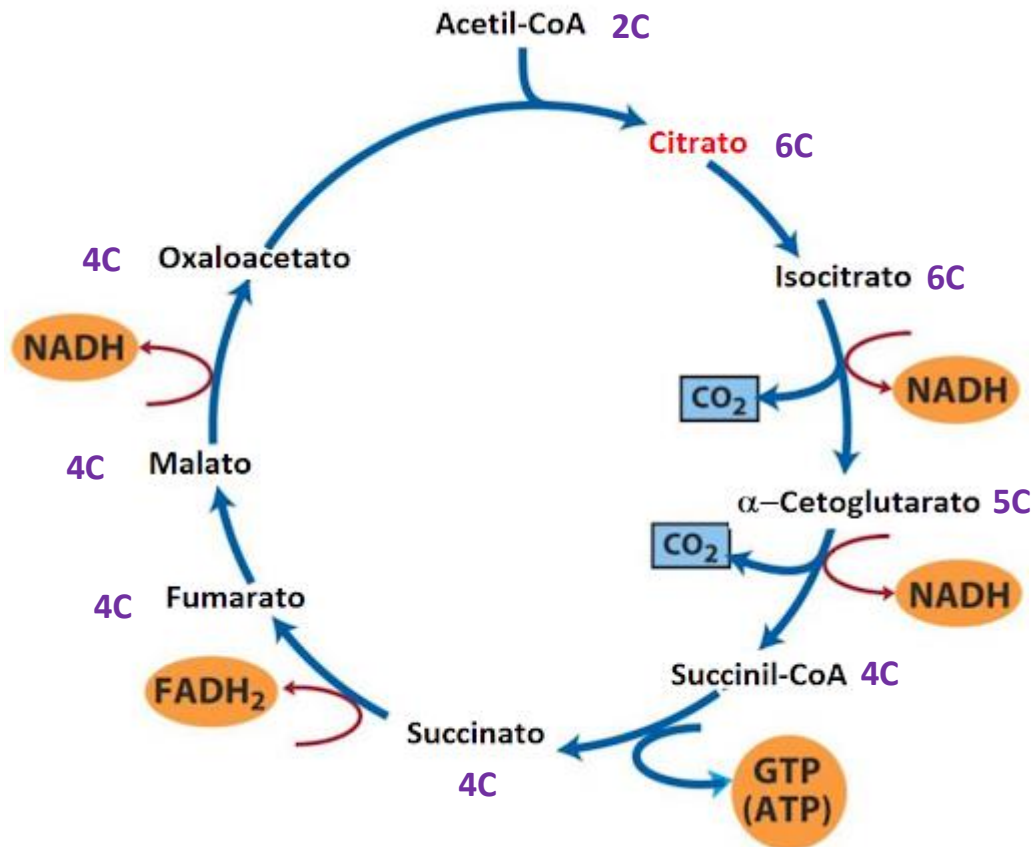 Acetil-CoA 2C
Citrato 6C
4C Oxaloacetato
Isocitrato 6C
NADH
NADH
CO₂
4C Malato
α–Cetoglutarato 5C
CO₂
NADH
4C Fumarato
FADH₂
Succinil-CoA 4C
Succinato
4C
GTP
(ATP)